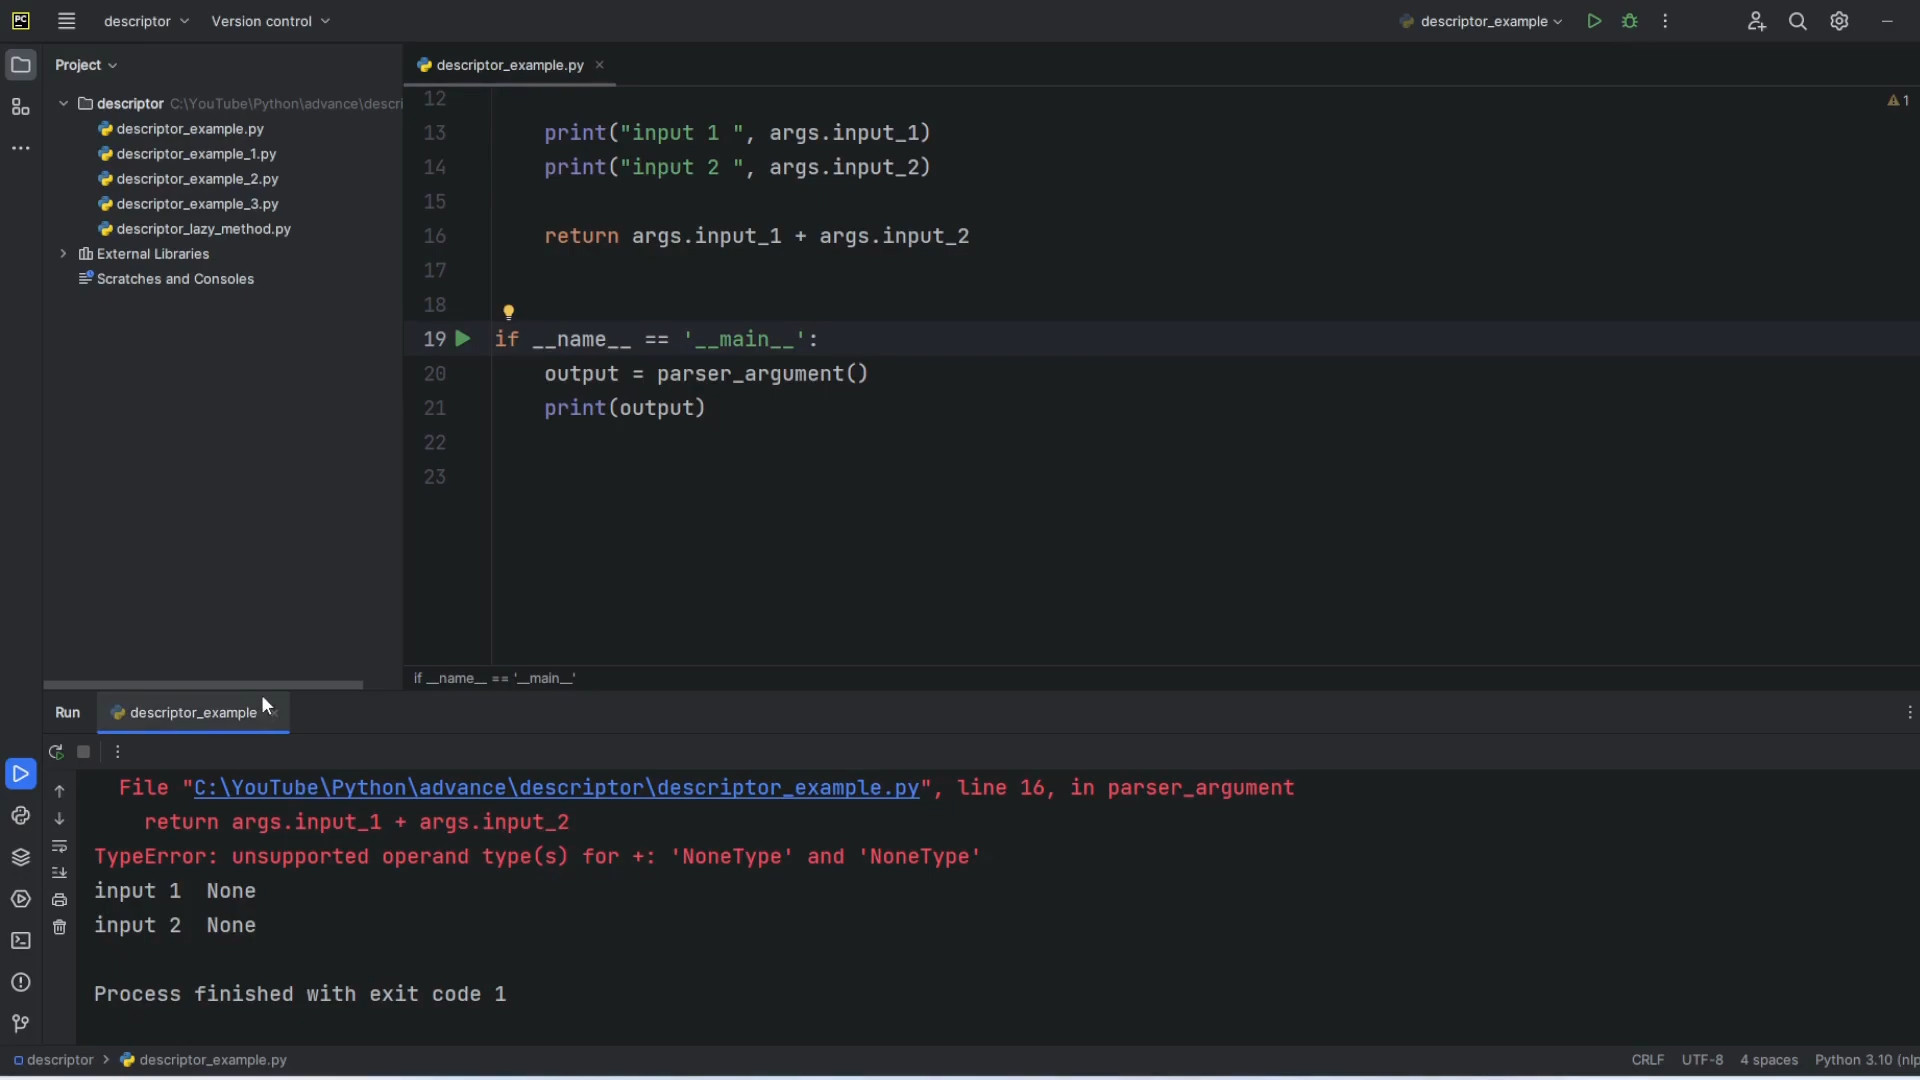 PC descriptor Version control descriptor_example
Project
descriptor C:\YouTube\Python\advance\descri
descriptor_example.py
descriptor_example_1.py
descriptor_example_2.py
descriptor_example_3.py
descriptor_lazy_method.py
External Libraries
Scratches and Consoles
descriptor_example.py
1
12
13 print("input 1 ", args.input_1)
14 print("input 2 ", args.input_2)
15
16 return args.input_1 + args.input_2
17
18
19 if __name__ == '__main__':
20 output = parser_argument()
21 print(output)
22
23
if __name__ == '__main__'
Run descriptor_example
File "C:\YouTube\Python\advance\descriptor\descriptor_example.py", line 16, in parser_argument
return args.input_1 + args.input_2
TypeError: unsupported operand type(s) for +: 'NoneType' and 'NoneType'
input 1  None
input 2  None
Process finished with exit code 1
descriptor > descriptor_example.py CRLF UTF-8 4 spaces Python 3.10 (nlp